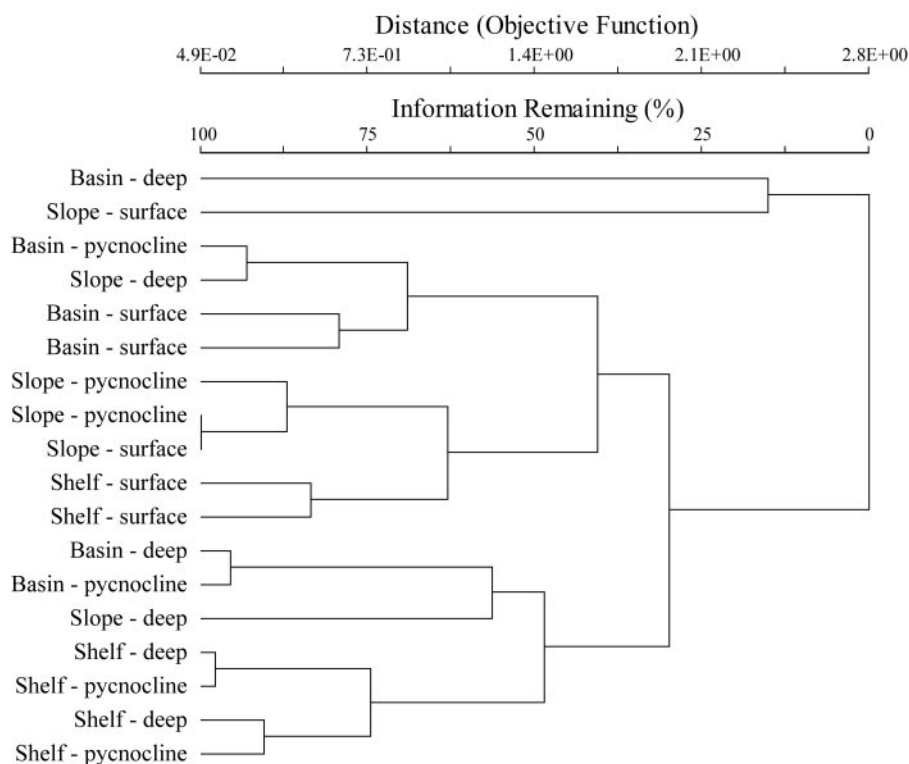 Distance (Objective Function)
4.9E-02 7.3E-01 1.4E+00 2.1E+00 2.8E+00
Information Remaining (%)
100 75 50 25 0
Basin - deep
Slope - surface
Basin - pycnocline
Slope - deep
Basin - surface
Basin - surface
Slope - pycnocline
Slope - pycnocline
Slope - surface
Shelf - surface
Shelf - surface
Basin - deep
Basin - pycnocline
Slope - deep
Shelf - deep
Shelf - pycnocline
Shelf - deep
Shelf - pycnocline